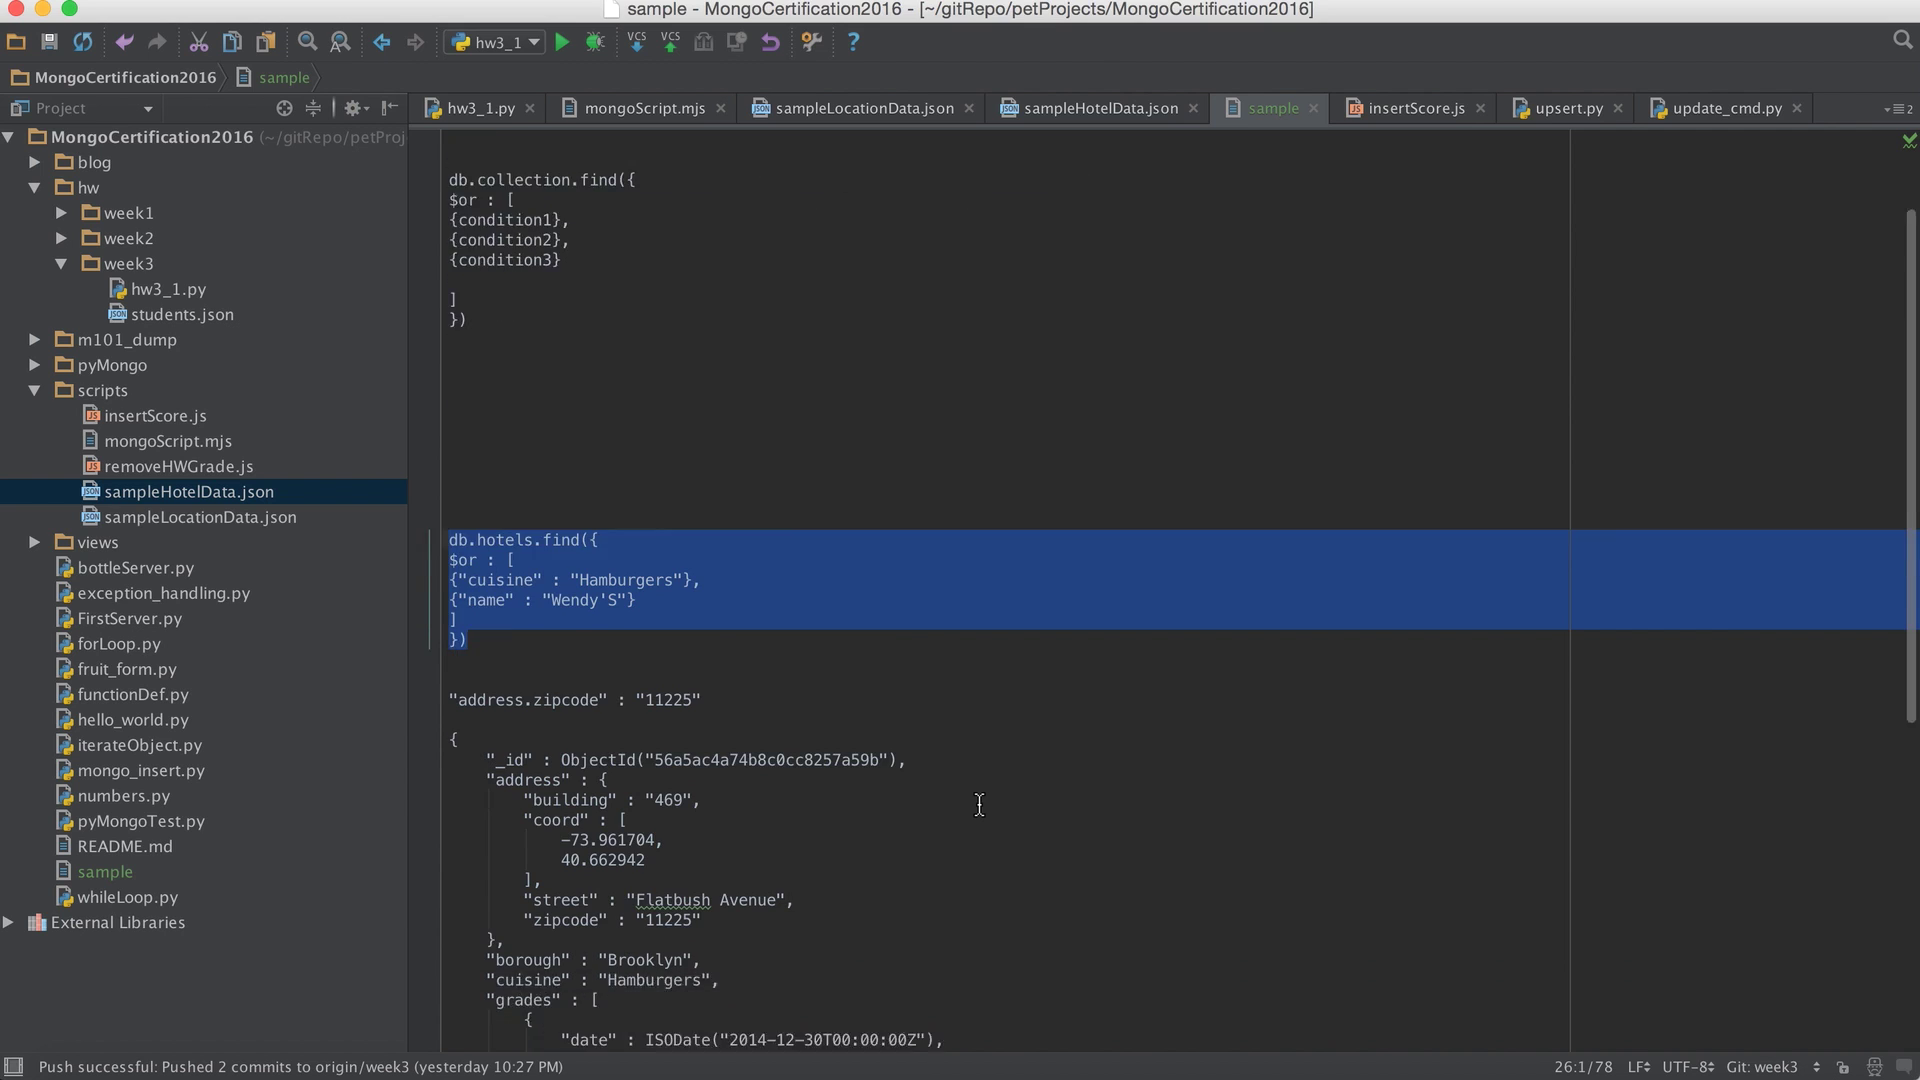 sample - MongoCertification2016 - [~/gitRepo/petProjects/MongoCertification2016]
hw3_1
VCS
VCS
?
MongoCertification2016
sample
Project
hw3_1.py
mongoScript.mjs
sampleLocationData.json
sampleHotelData.json
sample
insertScore.js
upsert.py
update_cmd.py
2
MongoCertification2016 (~/gitRepo/petProj
blog
hw
week1
week2
week3
hw3_1.py
students.json
m101_dump
pyMongo
scripts
insertScore.js
mongoScript.mjs
removeHWGrade.js
sampleHotelData.json
sampleLocationData.json
views
bottleServer.py
exception_handling.py
FirstServer.py
forLoop.py
fruit_form.py
functionDef.py
hello_world.py
iterateObject.py
mongo_insert.py
numbers.py
pyMongoTest.py
README.md
sample
whileLoop.py
External Libraries
db.collection.find({
$or : [
{condition1},
{condition2},
{condition3}
]
})
db.hotels.find({
$or : [
{"cuisine" : "Hamburgers"},
{"name" : "Wendy'S"}
]
})
"address.zipcode" : "11225"
{
"_id" : ObjectId("56a5ac4a74b8c0cc8257a59b"),
"address" : {
"building" : "469",
"coord" : [
-73.961704,
40.662942
],
"street" : "Flatbush Avenue",
"zipcode" : "11225"
},
"borough" : "Brooklyn",
"cuisine" : "Hamburgers",
"grades" : [
{
"date" : ISODate("2014-12-30T00:00:00Z"),
Push successful: Pushed 2 commits to origin/week3 (yesterday 10:27 PM)
26:1/78
LF
UTF-8
Git: week3